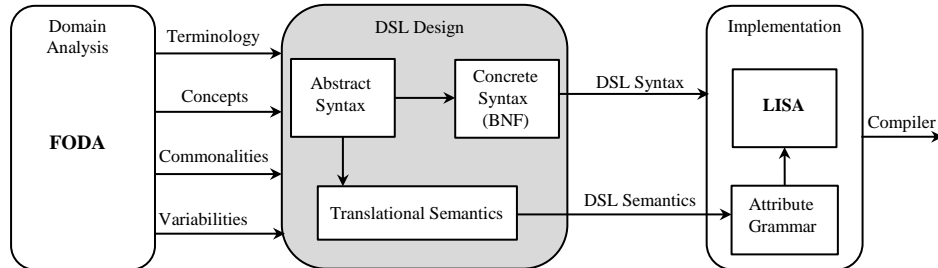 Domain
Analysis
FODA
Terminology
Concepts
Commonalities
Variabilities
DSL Design
Abstract
Syntax
Concrete
Syntax
(BNF)
Translational Semantics
DSL Syntax
DSL Semantics
Implementation
LISA
Attribute
Grammar
Compiler